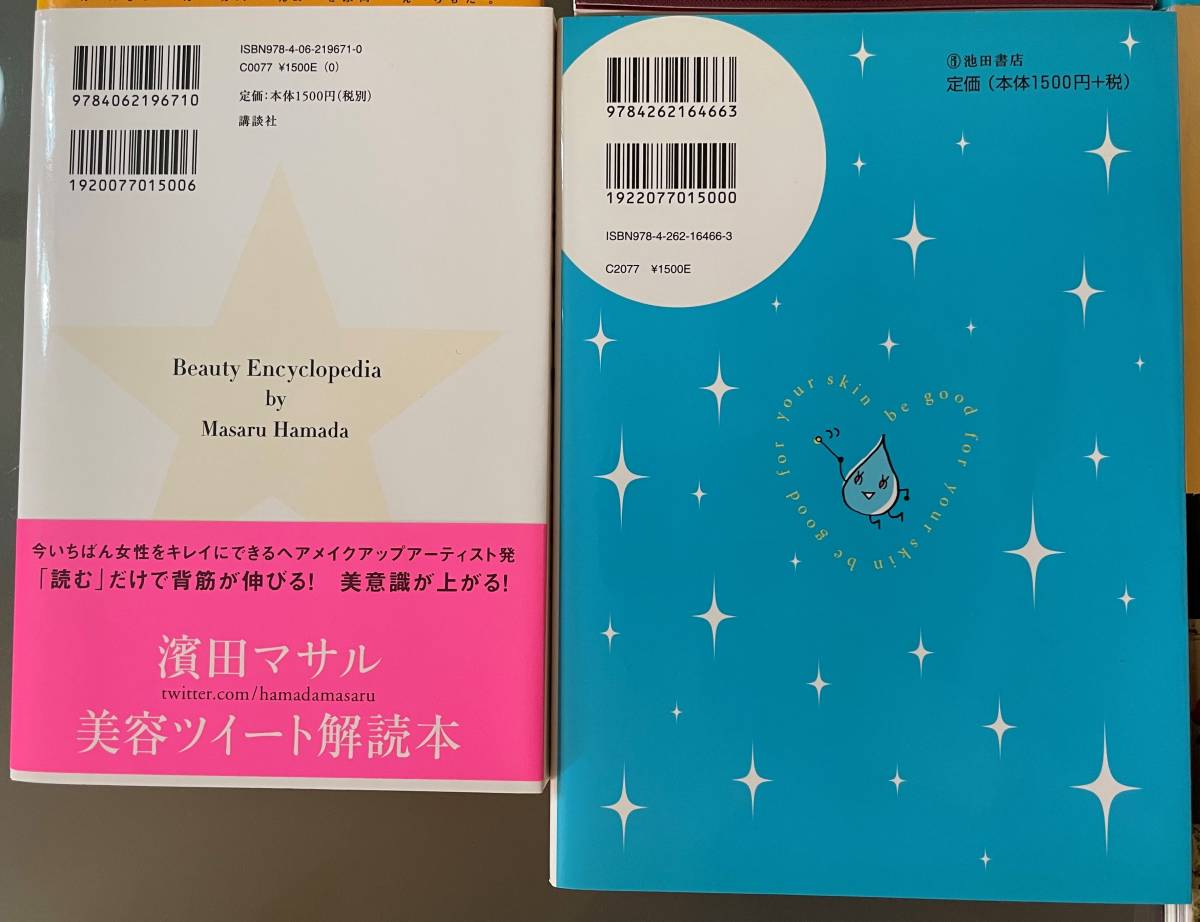 ISBN978-4-06-219671-0
C0077 ¥1500E (0)
定価:本体1500円(税別)
講談社
9784062196710
1920077015006
Beauty Encyclopedia
by
Masaru Hamada
今いちばん女性をキレイにできるヘアメイクアップアーティスト発
「読む」だけで背筋が伸びる! 美意識が上がる!
濱田マサル
twitter.com/hamadamasaru
美容ツイート解読本
池田書店
定価(本体1500円+税)
9784262164663
1922077015000
ISBN978-4-262-16466-3
C2077 ¥1500E
be good for your skin be good for your skin